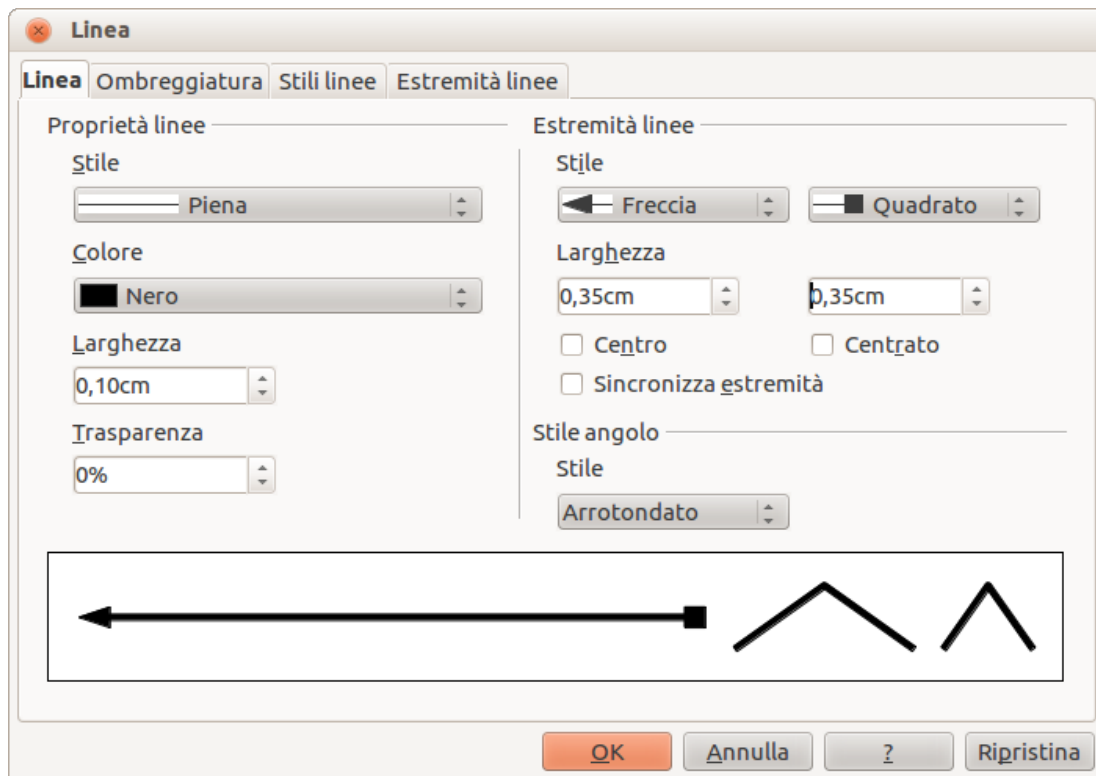 Linea
Linea Ombreggiatura Stili linee Estremità linee
Proprietà linee
Stile
Piena
Colore
Nero
Larghezza
0,10cm
Trasparenza
0%
Estremità linee
Stile
Freccia Quadrato
Larghezza
0,35cm 0,35cm
Centro Centrato
Sincronizza estremità
Stile angolo
Stile
Arrotondato
OK Annulla ? Ripristina